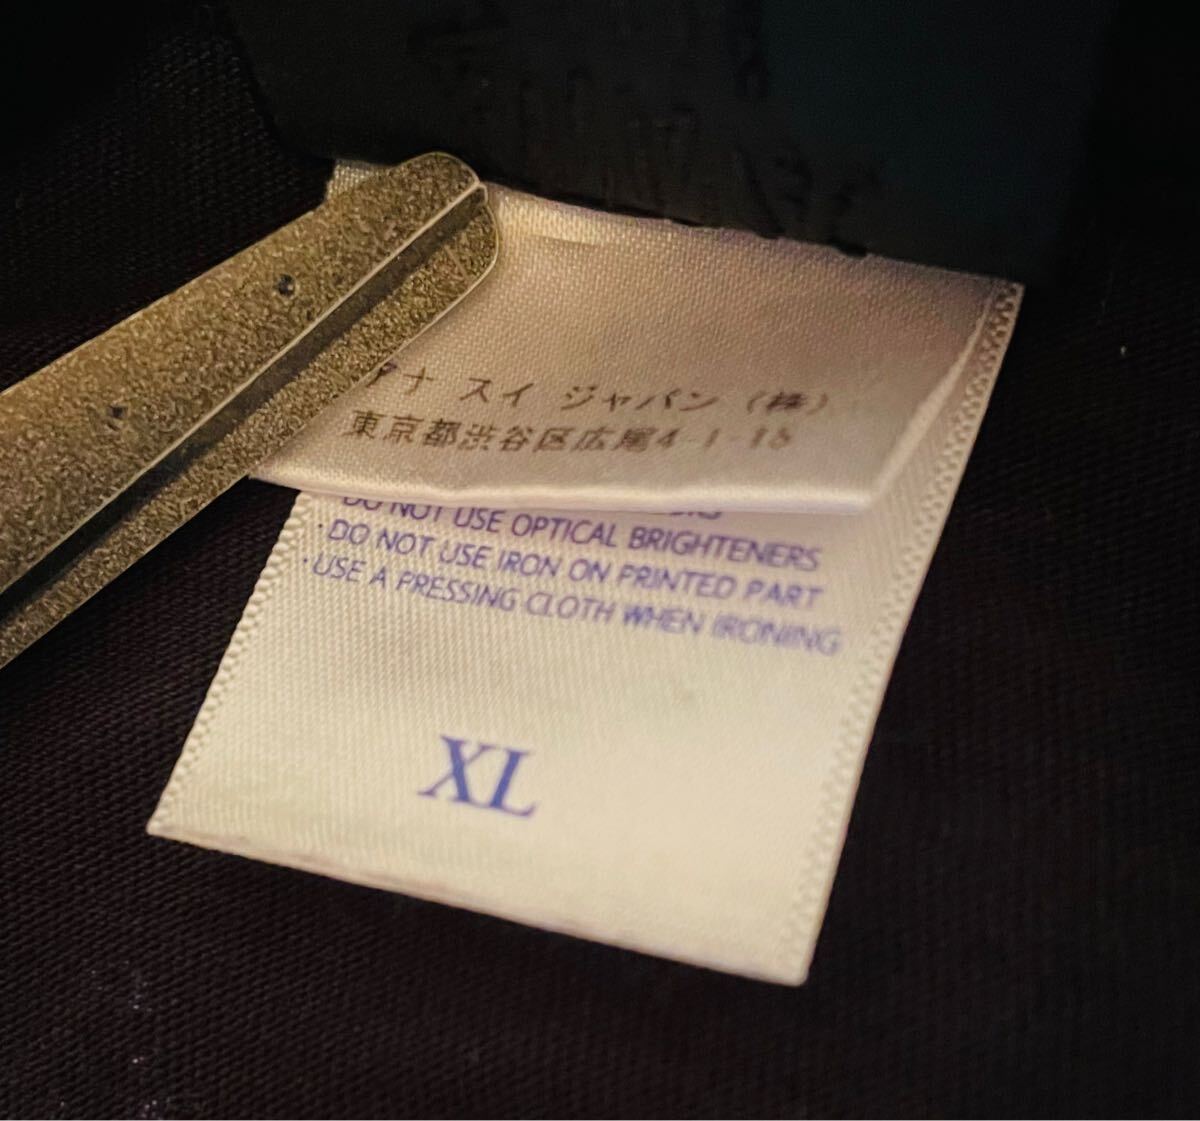 アナ スイ ジャパン (株)
東京都渋谷区広尾4-1-18
DO NOT USE OPTICAL BRIGHTENERS
·DO NOT USE IRON ON PRINTED PART
·USE A PRESSING CLOTH WHEN IRONING
XL